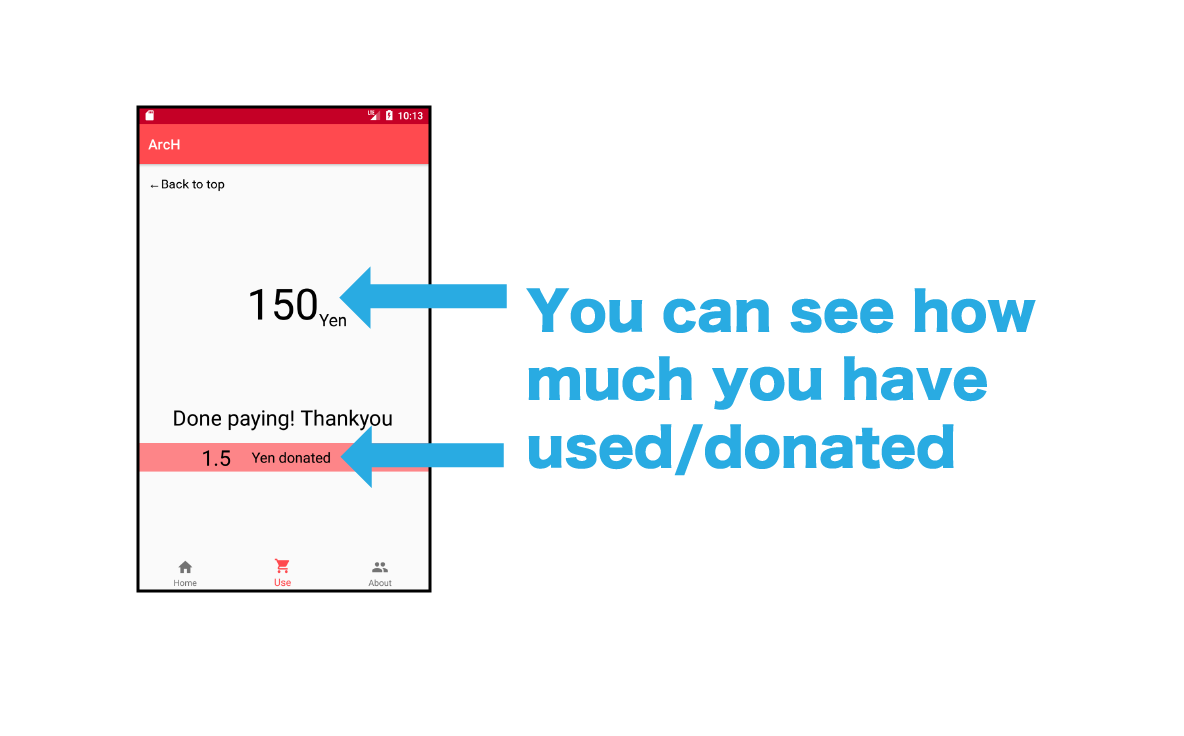 LTE 10:13
ArcH
←Back to top
150Yen
Done paying! Thankyou
1.5 Yen donated
Home Use About
You can see how
much you have
used/donated